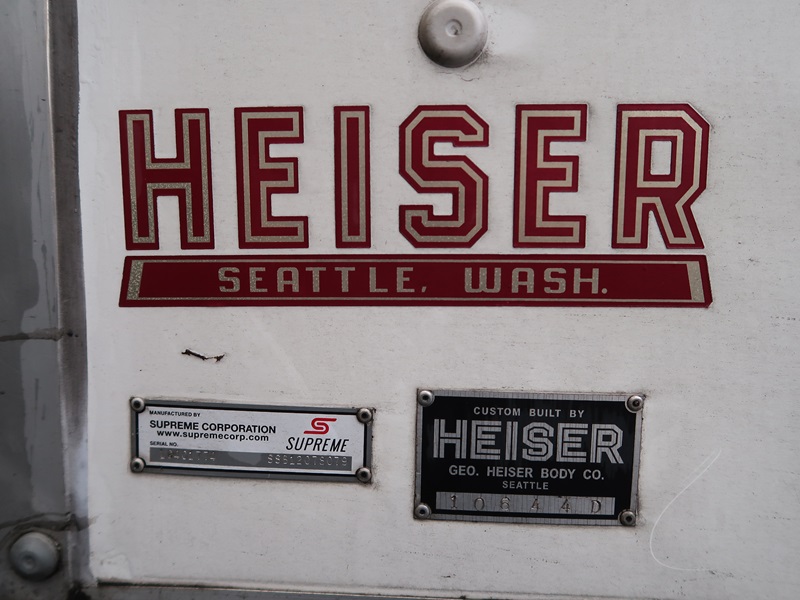 HEISER
SEATTLE, WASH.
MANUFACTURED BY
SUPREME CORPORATION
www.supremecorp.com
SERIAL NO.
S SUPREME
CUSTOM BUILT BY
HEISER
GEO. HEISER BODY CO.
SEATTLE
10644D